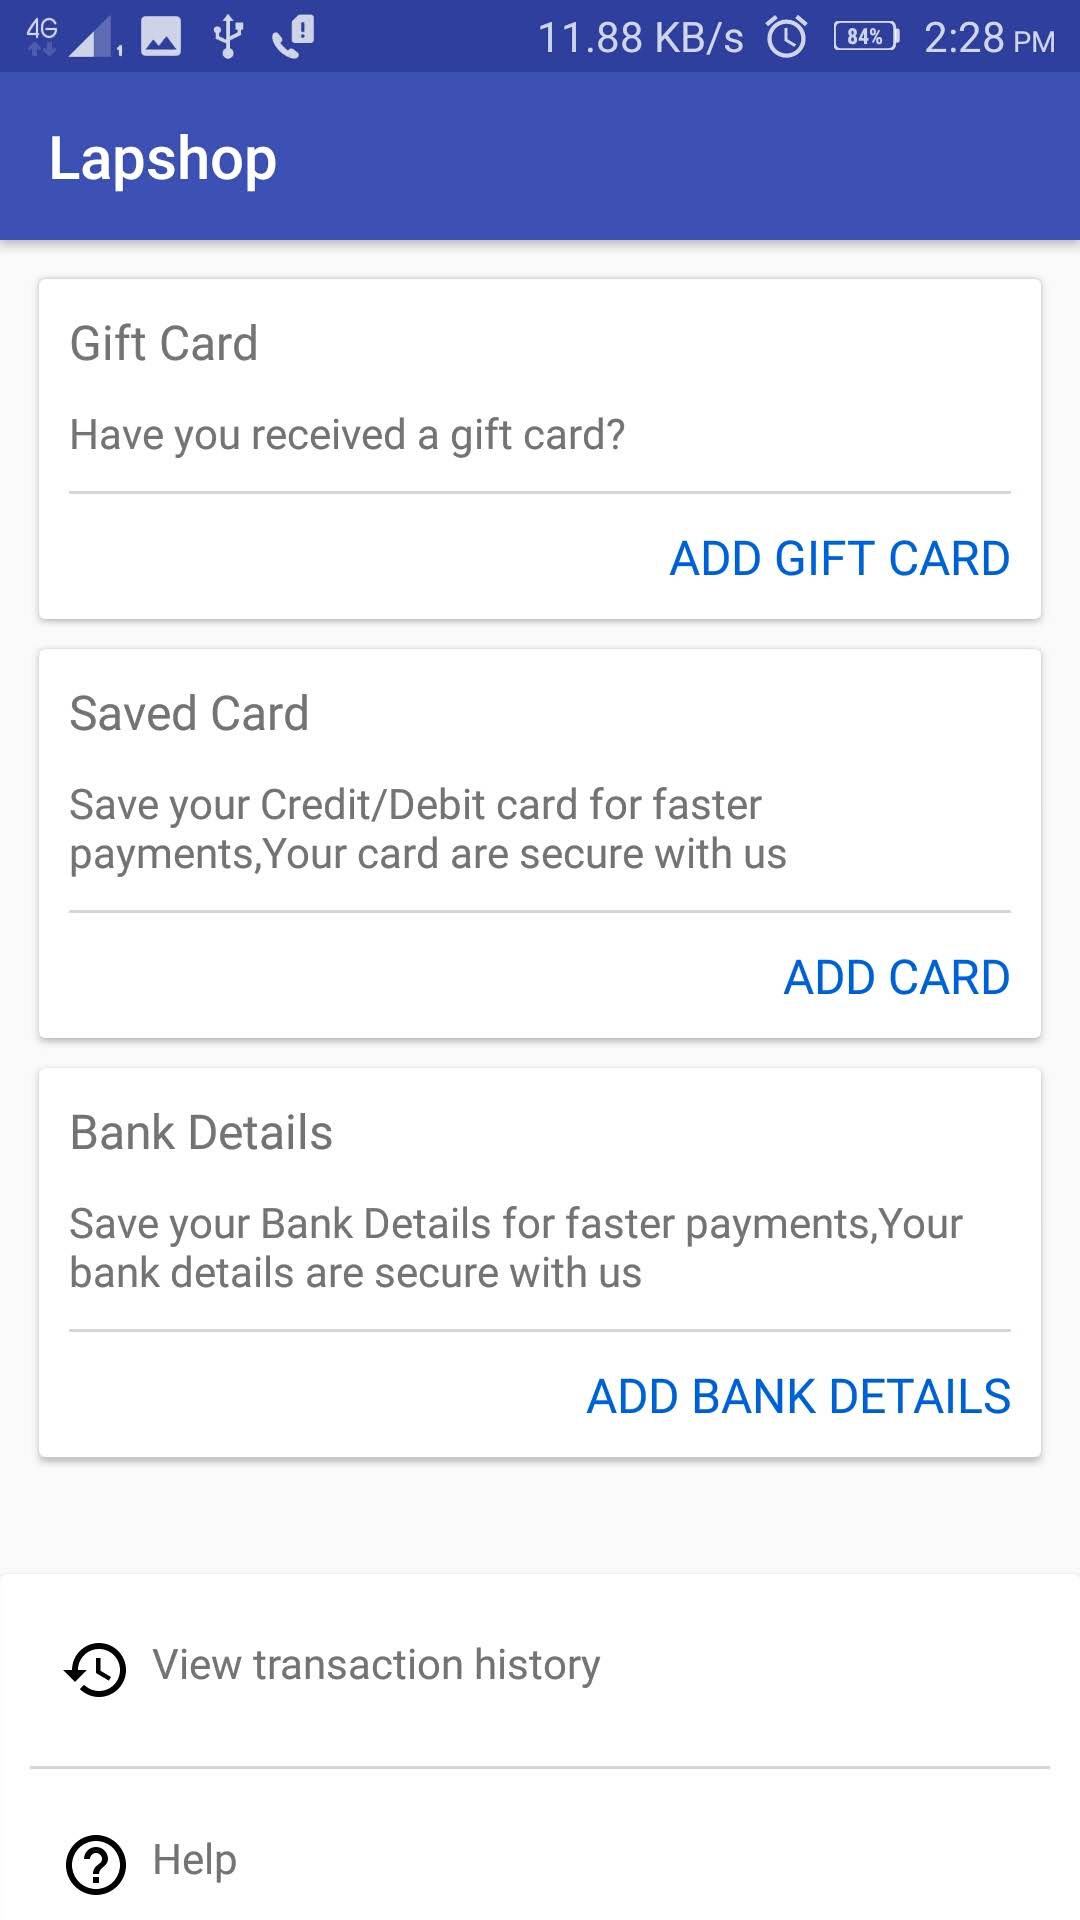 4G 1 11.88 KB/s 84% 2:28 PM
Lapshop
Gift Card
Have you received a gift card?
ADD GIFT CARD
Saved Card
Save your Credit/Debit card for faster
payments,Your card are secure with us
ADD CARD
Bank Details
Save your Bank Details for faster payments,Your
bank details are secure with us
ADD BANK DETAILS
View transaction history
Help